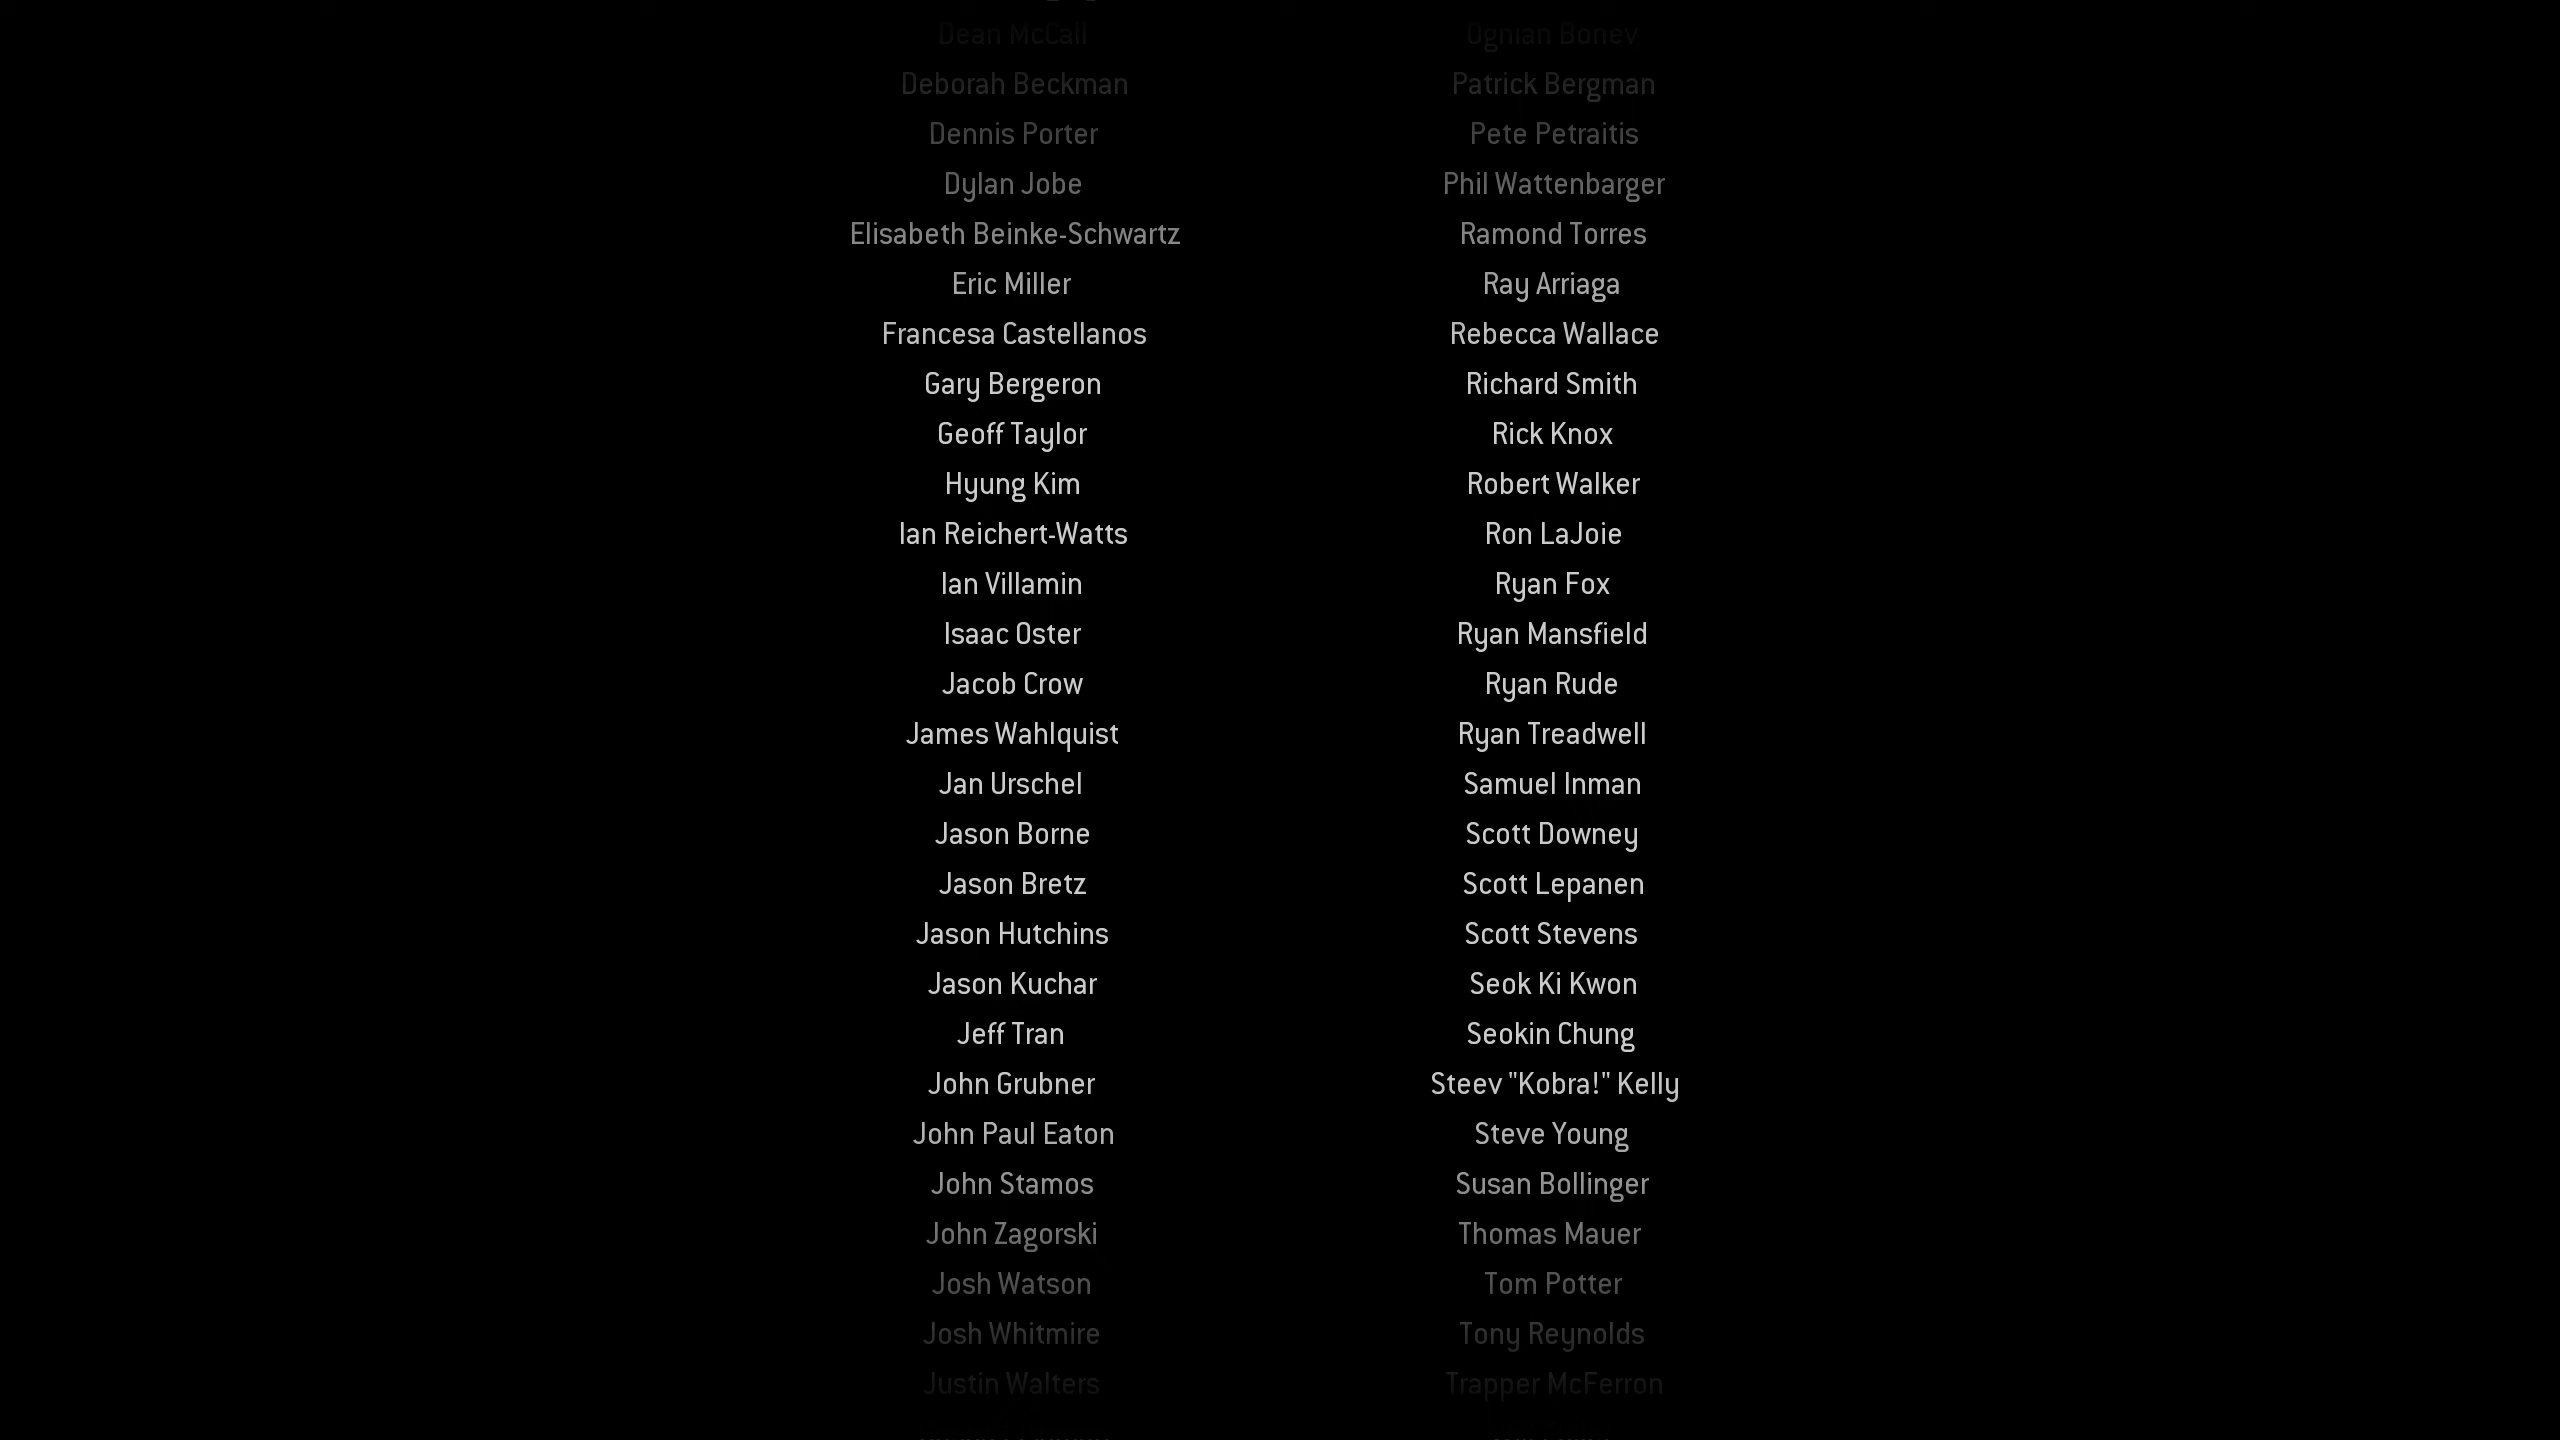 Dean McCall
Deborah Beckman
Dennis Porter
Dylan Jobe
Elisabeth Beinke-Schwartz
Eric Miller
Francesa Castellanos
Gary Bergeron
Geoff Taylor
Hyung Kim
Ian Reichert-Watts
Ian Villamin
Isaac Oster
Jacob Crow
James Wahlquist
Jan Urschel
Jason Borne
Jason Bretz
Jason Hutchins
Jason Kuchar
Jeff Tran
John Grubner
John Paul Eaton
John Stamos
John Zagorski
Josh Watson
Josh Whitmire
Justin Walters
Ognian Bonev
Patrick Bergman
Pete Petraitis
Phil Wattenbarger
Ramond Torres
Ray Arriaga
Rebecca Wallace
Richard Smith
Rick Knox
Robert Walker
Ron LaJoie
Ryan Fox
Ryan Mansfield
Ryan Rude
Ryan Treadwell
Samuel Inman
Scott Downey
Scott Lepanen
Scott Stevens
Seok Ki Kwon
Seokin Chung
Steev "Kobra!" Kelly
Steve Young
Susan Bollinger
Thomas Mauer
Tom Potter
Tony Reynolds
Trapper McFerron